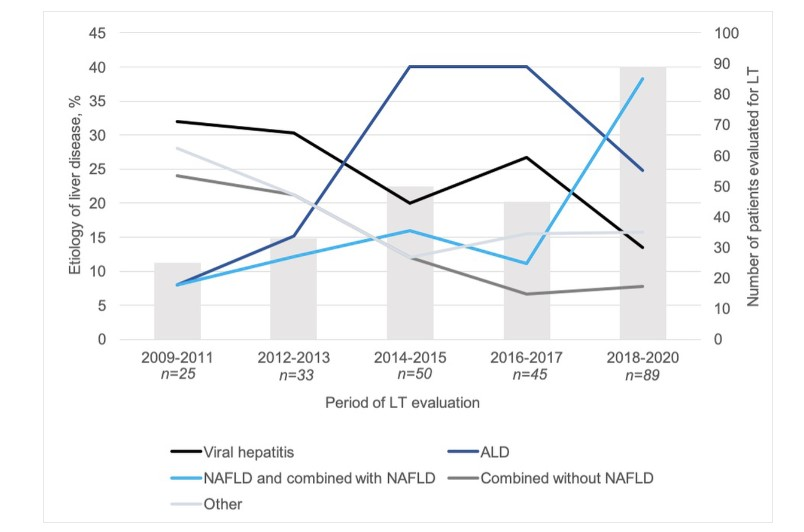 45
40
35
30
25
20
15
10
5
0
Etiology of liver disease, %
100
90
80
70
60
50
40
30
20
10
0
Number of patients evaluated for LT
2009-2011 2012-2013 2014-2015 2016-2017 2018-2020
n=25 n=33 n=50 n=45 n=89
Period of LT evaluation
Viral hepatitis ALD
NAFLD and combined with NAFLD Combined without NAFLD
Other